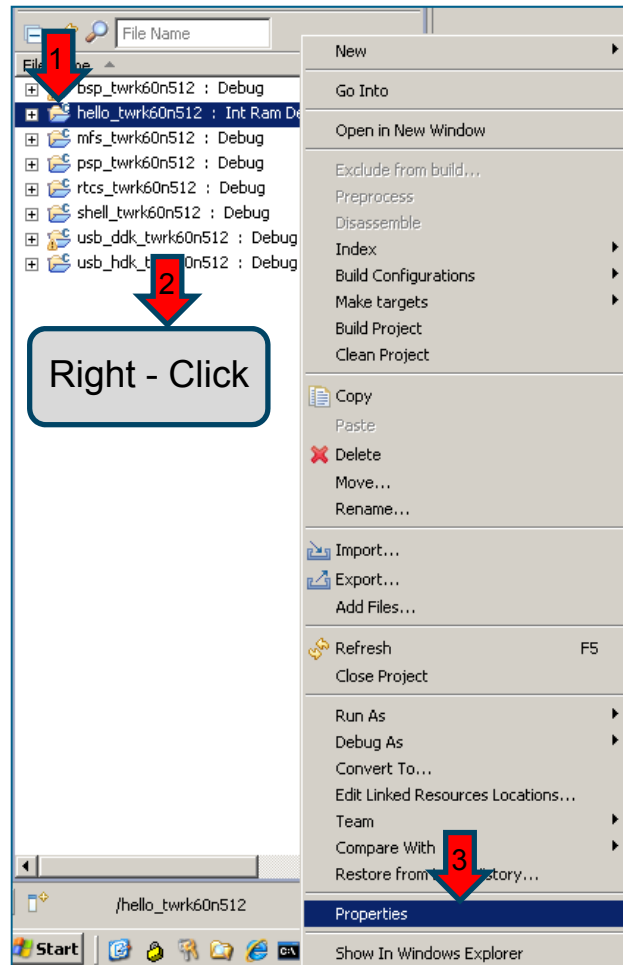 File Name
1
File Name
bsp_twrk60n512 : Debug
hello_twrk60n512 : Int Ram De
mfs_twrk60n512 : Debug
psp_twrk60n512 : Debug
rtcs_twrk60n512 : Debug
shell_twrk60n512 : Debug
usb_ddk_twrk60n512 : Debug
usb_hdk_t 0n512 : Debug
2
Right - Click
New
Go Into
Open in New Window
Exclude from build...
Preprocess
Disassemble
Index
Build Configurations
Make targets
Build Project
Clean Project
Copy
Paste
Delete
Move...
Rename...
Import...
Export...
Add Files...
Refresh F5
Close Project
Run As
Debug As
Convert To...
Edit Linked Resources Locations...
Team
Compare With
3
Restore from story...
Properties
Show In Windows Explorer
/hello_twrk60n512
Start